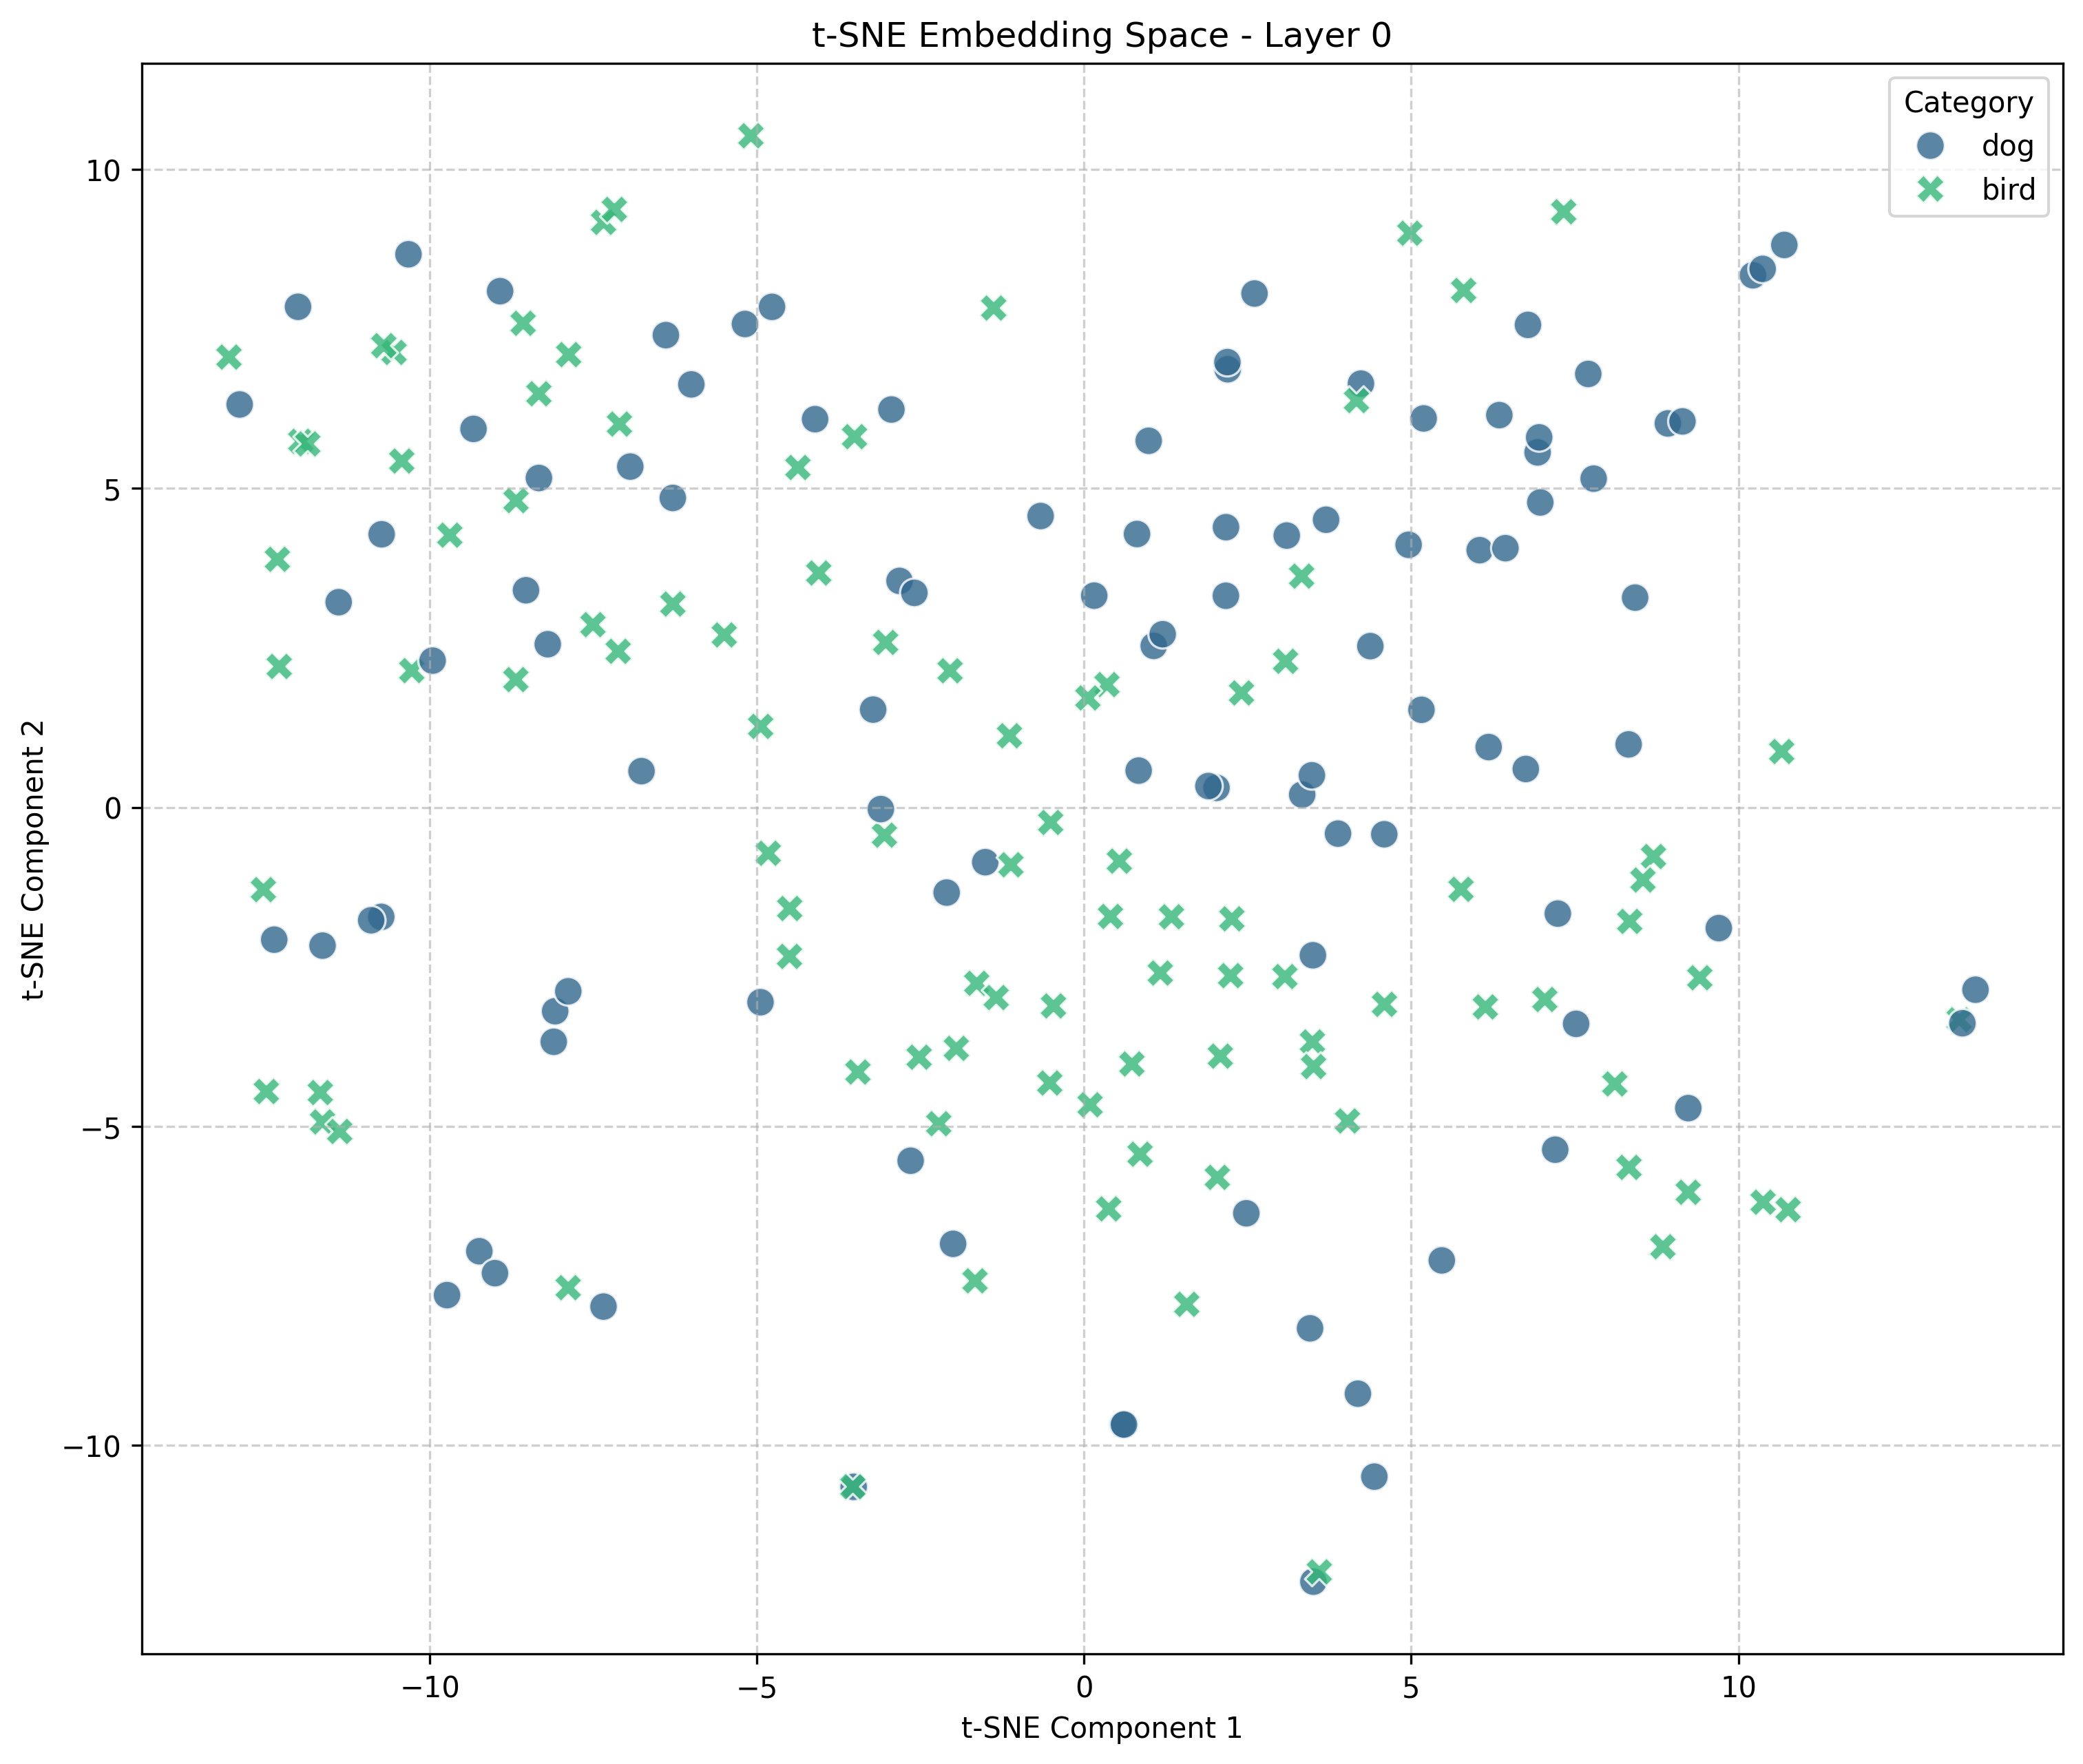 t-SNE Embedding Space - Layer 0
Category
dog
bird
10
5
0
−5
−10
t-SNE Component 2
−10
−5
0
5
10
t-SNE Component 1